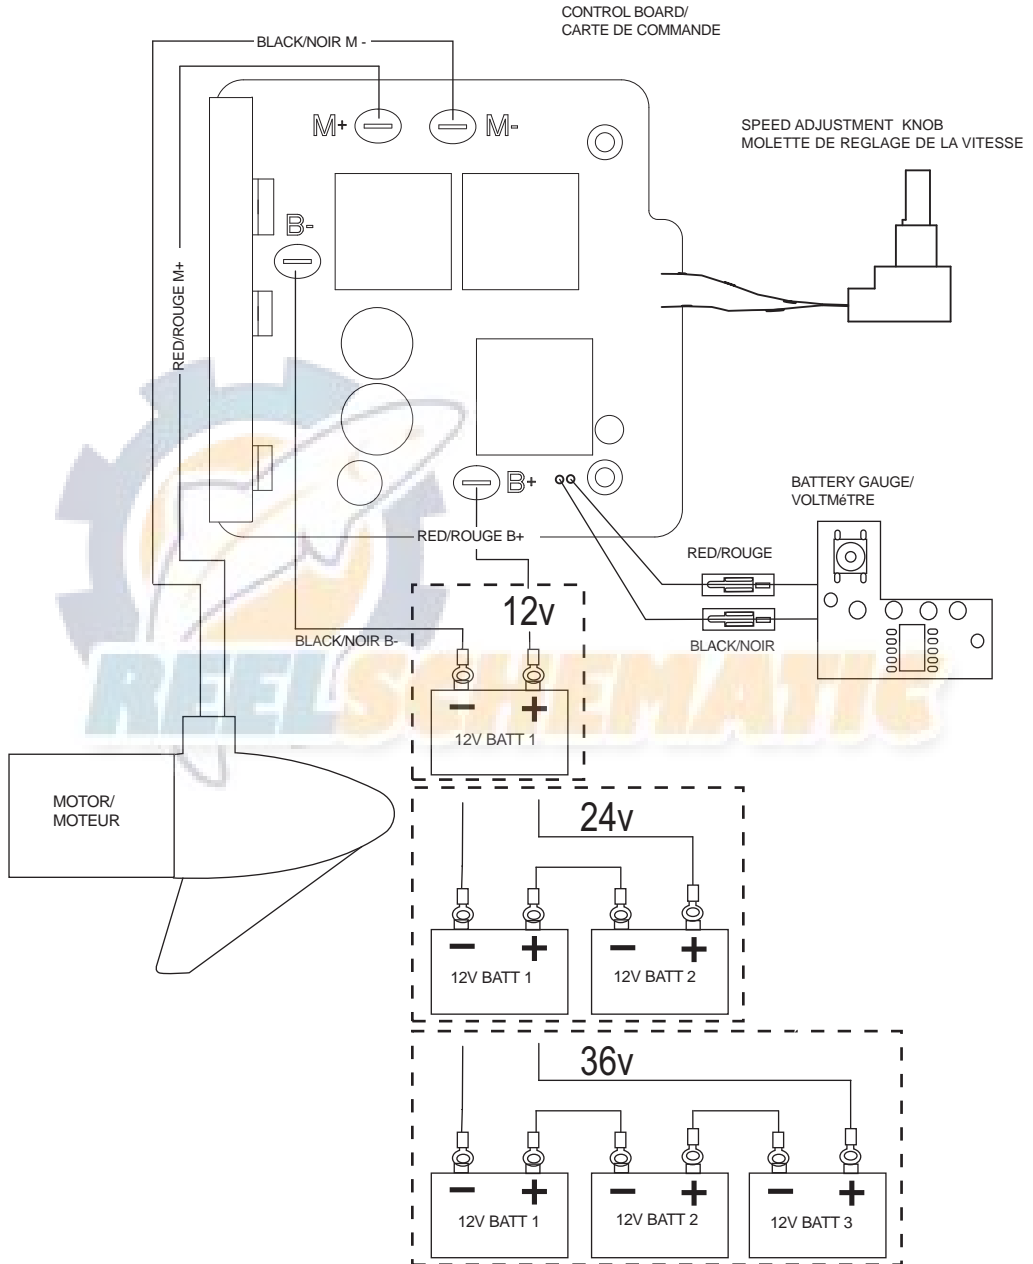 CONTROL BOARD/
CARTE DE COMMANDE
BLACK/NOIR M -
M+
M-
SPEED ADJUSTMENT KNOB
MOLETTE DE REGLAGE DE LA VITESSE
B-
RED/ROUGE M+
B+
BATTERY GAUGE/
VOLTMéTRE
RED/ROUGE B+
RED/ROUGE
12v
BLACK/NOIR B-
BLACK/NOIR
REELSCHEMATIC
- +
12V BATT 1
MOTOR/
MOTEUR
24v
- + - +
12V BATT 1
12V BATT 2
36v
- + - + - +
12V BATT 1
12V BATT 2
12V BATT 3